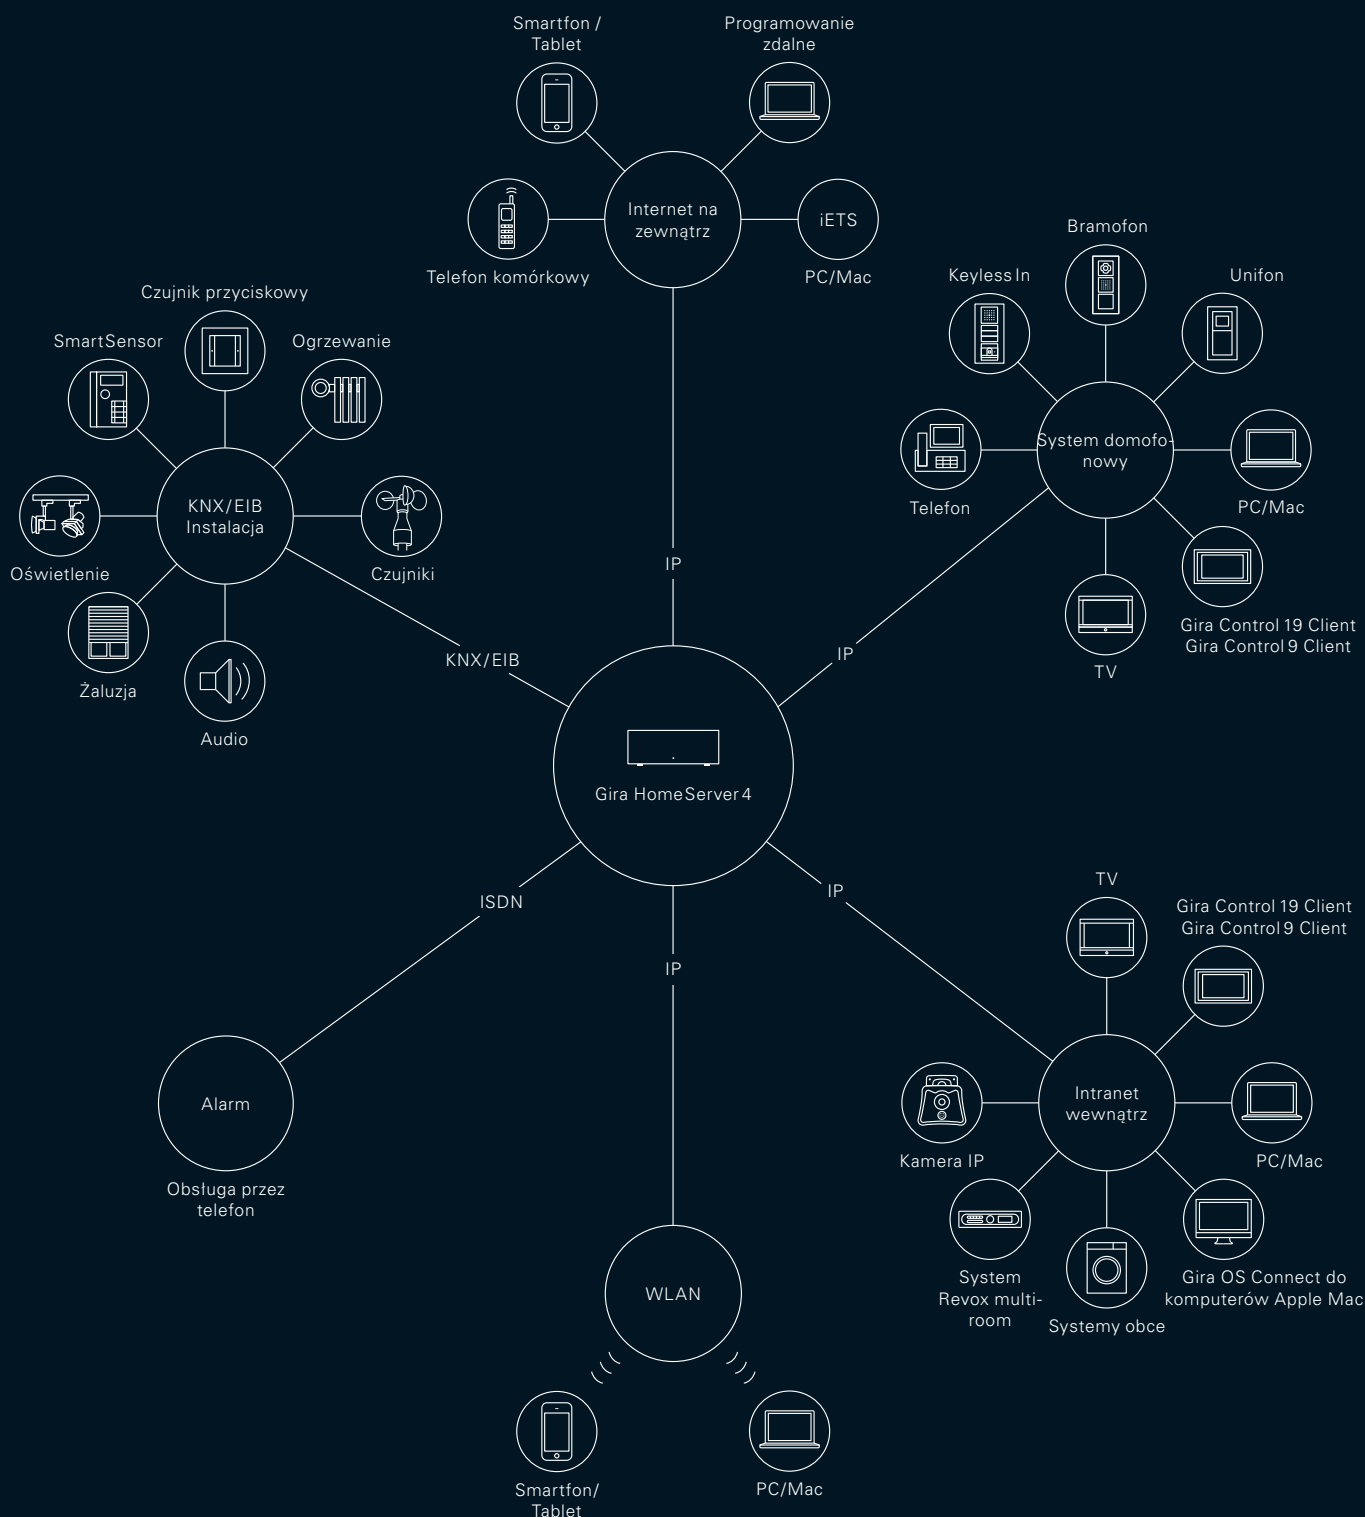 Smartfon /
Tablet
Programowanie
zdalne
Internet na
zewnątrz
iETS
Telefon komórkowy
PC/Mac
Bramofon
Keyless In
Unifon
System domofo-
nowy
Telefon
PC/Mac
Gira Control 19 Client
Gira Control 9 Client
TV
Czujnik przyciskowy
SmartSensor
Ogrzewanie
KNX/EIB
Instalacja
Oświetlenie
Czujniki
Żaluzja
Audio
IP
KNX/EIB
IP
Gira HomeServer 4
ISDN
IP
IP
Alarm
Obsługa przez
telefon
TV
Gira Control 19 Client
Gira Control 9 Client
Intranet
wewnątrz
Kamera IP
PC/Mac
System
Revox multi-
room
Systemy obce
Gira OS Connect do
komputerów Apple Mac
WLAN
Smartfon/
Tablet
PC/Mac